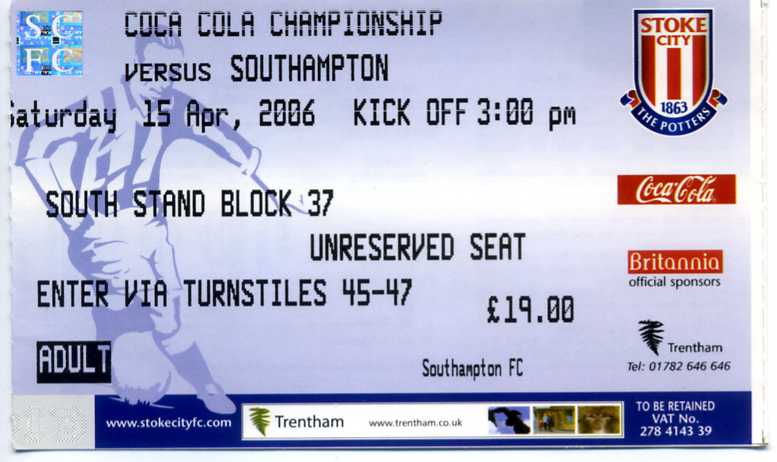 SC
FC
COCA COLA CHAMPIONSHIP
VERSUS SOUTHAMPTON
Saturday 15 Apr, 2006 KICK OFF 3:00 pm
STOKE
CITY
1863
THE POTTERS
SOUTH STAND BLOCK 37
Coca-Cola
UNRESERVED SEAT
Britannia
official sponsors
ENTER VIA TURNSTILES 45-47
£19.00
Trentham
Tel: 01782 646 646
ADULT
Southampton FC
www.stokecityfc.com
Trentham
www.trentham.co.uk
TO BE RETAINED
VAT No.
278 4143 39